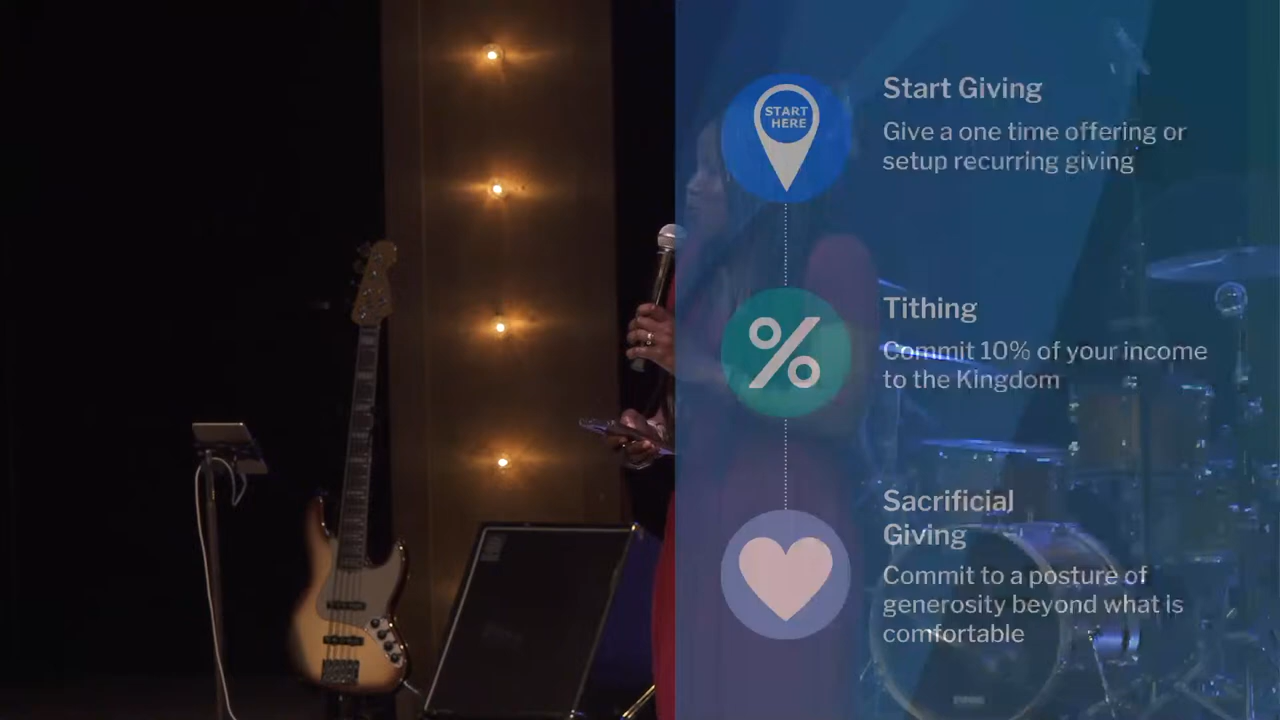 START
HERE
Start Giving
Give a one time offering or
setup recurring giving
Tithing
Commit 10% of your income
to the Kingdom
Sacrificial
Giving
Commit to a posture of
generosity beyond what is
comfortable